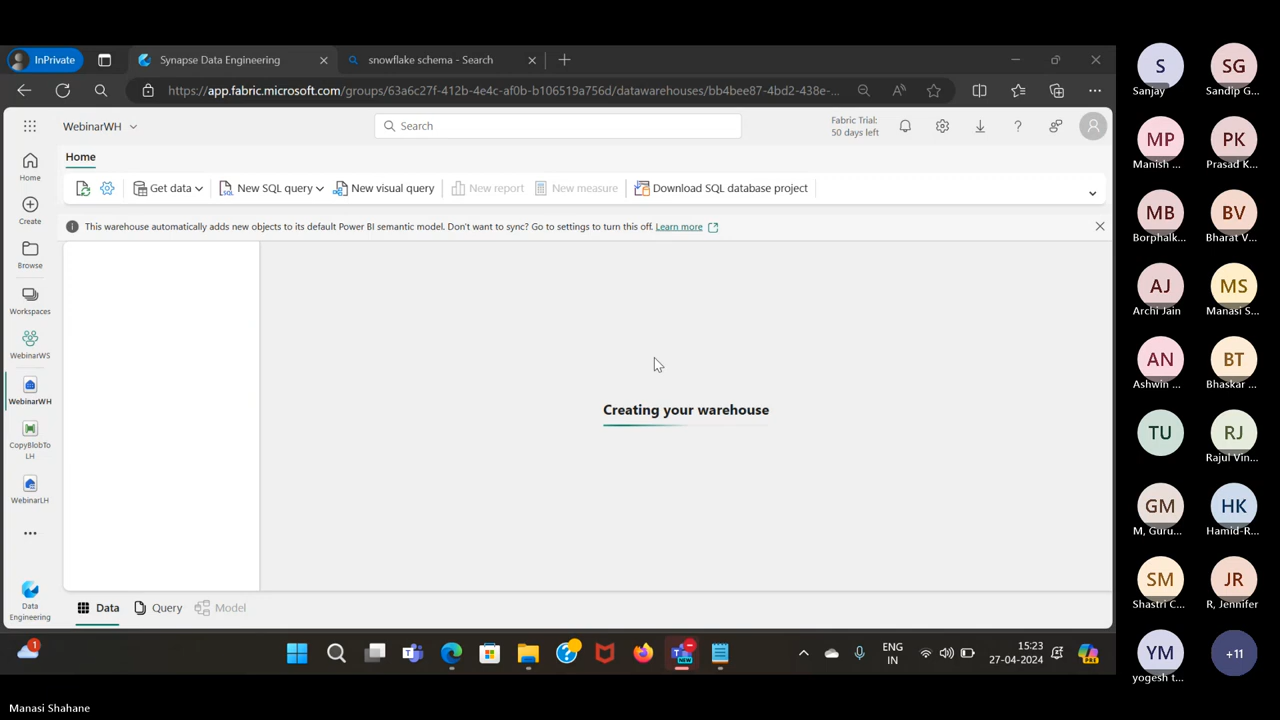 InPrivate
Synapse Data Engineering
snowflake schema - Search
https://app.fabric.microsoft.com/groups/63a6c27f-412b-4e4c-af0b-b106519a756d/datawarehouses/bb4bee87-4bd2-438e-...
WebinarWH
Search
Fabric Trial:
50 days left
Home
Get data
New SQL query
New visual query
New report
New measure
Download SQL database project
This warehouse automatically adds new objects to its default Power BI semantic model. Don't want to sync? Go to settings to turn this off. Learn more
Home
Create
Browse
Workspaces
WebinarWS
WebinarWH
CopyBlobTo
LH
WebinarLH
Data
Engineering
Creating your warehouse
Data
Query
Model
1
SQL
NEW
ENG
IN
15:23
27-04-2024
PRE
S
Sanjay
SG
Sandip G...
MP
Manish ...
PK
Prasad K...
MB
Borphalk...
BV
Bharat V...
AJ
Archi Jain
MS
Manasi S...
AN
Ashwin ...
BT
Bhaskar ...
TU
RJ
Rajul Vin...
GM
M, Guru...
HK
Hamid-R...
SM
Shastri C...
JR
R, Jennifer
YM
yogesh t...
+11
Manasi Shahane